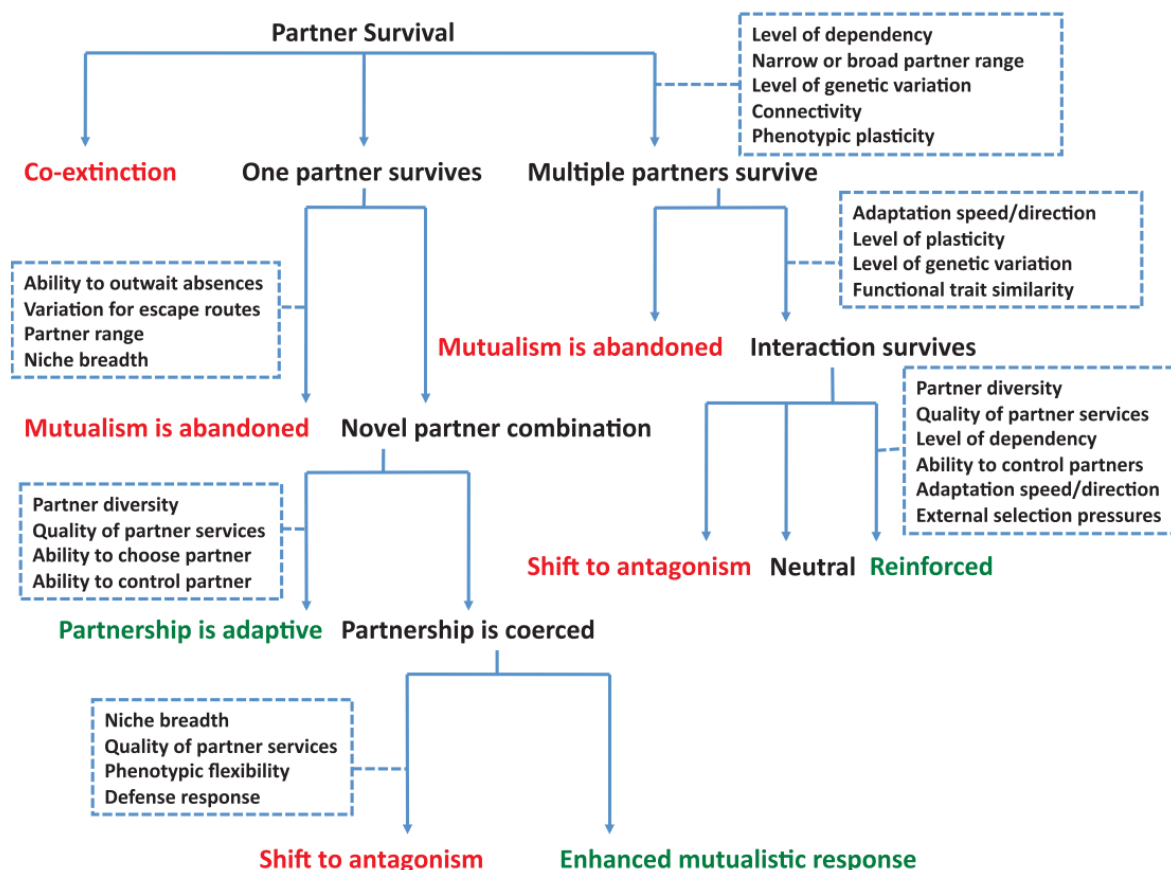 Partner Survival
Level of dependency
Narrow or broad partner range
Level of genetic variation
Connectivity
Phenotypic plasticity
Co-extinction
One partner survives
Multiple partners survive
Ability to outwait absences
Variation for escape routes
Partner range
Niche breadth
Adaptation speed/direction
Level of plasticity
Level of genetic variation
Functional trait similarity
Mutualism is abandoned
Interaction survives
Mutualism is abandoned
Novel partner combination
Partner diversity
Quality of partner services
Level of dependency
Ability to control partners
Adaptation speed/direction
External selection pressures
Partner diversity
Quality of partner services
Ability to choose partner
Ability to control partner
Shift to antagonism
Neutral
Reinforced
Partnership is adaptive
Partnership is coerced
Niche breadth
Quality of partner services
Phenotypic flexibility
Defense response
Shift to antagonism
Enhanced mutualistic response